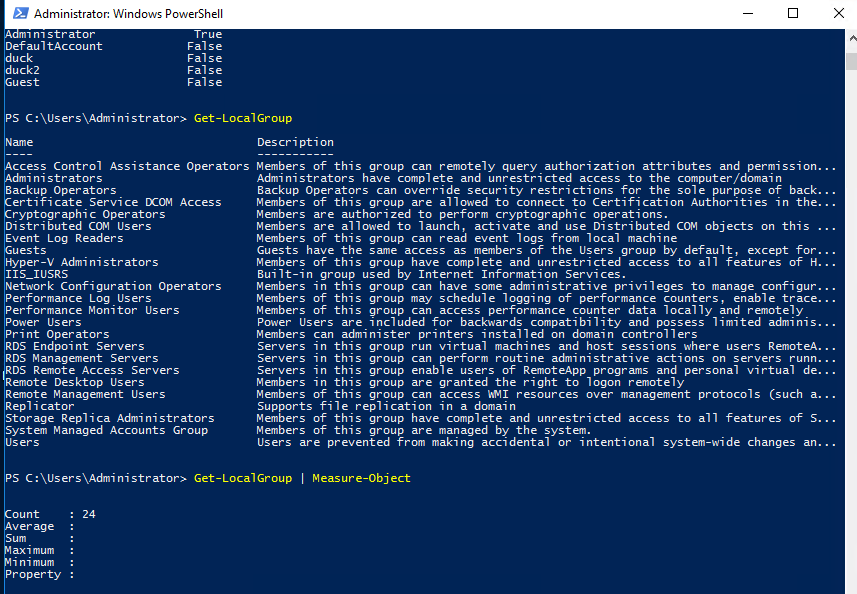 Administrator: Windows PowerShell
Administrator True
DefaultAccount False
duck False
duck2 False
Guest False
PS C:\Users\Administrator> Get-LocalGroup
Name Description
---- -----------
Access Control Assistance Operators Members of this group can remotely query authorization attributes and permission...
Administrators Administrators have complete and unrestricted access to the computer/domain
Backup Operators Backup Operators can override security restrictions for the sole purpose of back...
Certificate Service DCOM Access Members of this group are allowed to connect to Certification Authorities in the...
Cryptographic Operators Members are authorized to perform cryptographic operations.
Distributed COM Users Members are allowed to launch, activate and use Distributed COM objects on this ...
Event Log Readers Members of this group can read event logs from local machine
Guests Guests have the same access as members of the Users group by default, except for...
Hyper-V Administrators Members of this group have complete and unrestricted access to all features of H...
IIS_IUSRS Built-in group used by Internet Information Services.
Network Configuration Operators Members in this group can have some administrative privileges to manage configur...
Performance Log Users Members of this group may schedule logging of performance counters, enable trace...
Performance Monitor Users Members of this group can access performance counter data locally and remotely
Power Users Power Users are included for backwards compatibility and possess limited adminis...
Print Operators Members can administer printers installed on domain controllers
RDS Endpoint Servers Servers in this group run virtual machines and host sessions where users RemoteA...
RDS Management Servers Servers in this group can perform routine administrative actions on servers runn...
RDS Remote Access Servers Servers in this group enable users of RemoteApp programs and personal virtual de...
Remote Desktop Users Members in this group are granted the right to logon remotely
Remote Management Users Members of this group can access WMI resources over management protocols (such a...
Replicator Supports file replication in a domain
Storage Replica Administrators Members of this group have complete and unrestricted access to all features of S...
System Managed Accounts Group Members of this group are managed by the system.
Users Users are prevented from making accidental or intentional system-wide changes an...
PS C:\Users\Administrator> Get-LocalGroup | Measure-Object
Count : 24
Average :
Sum :
Maximum :
Minimum :
Property :